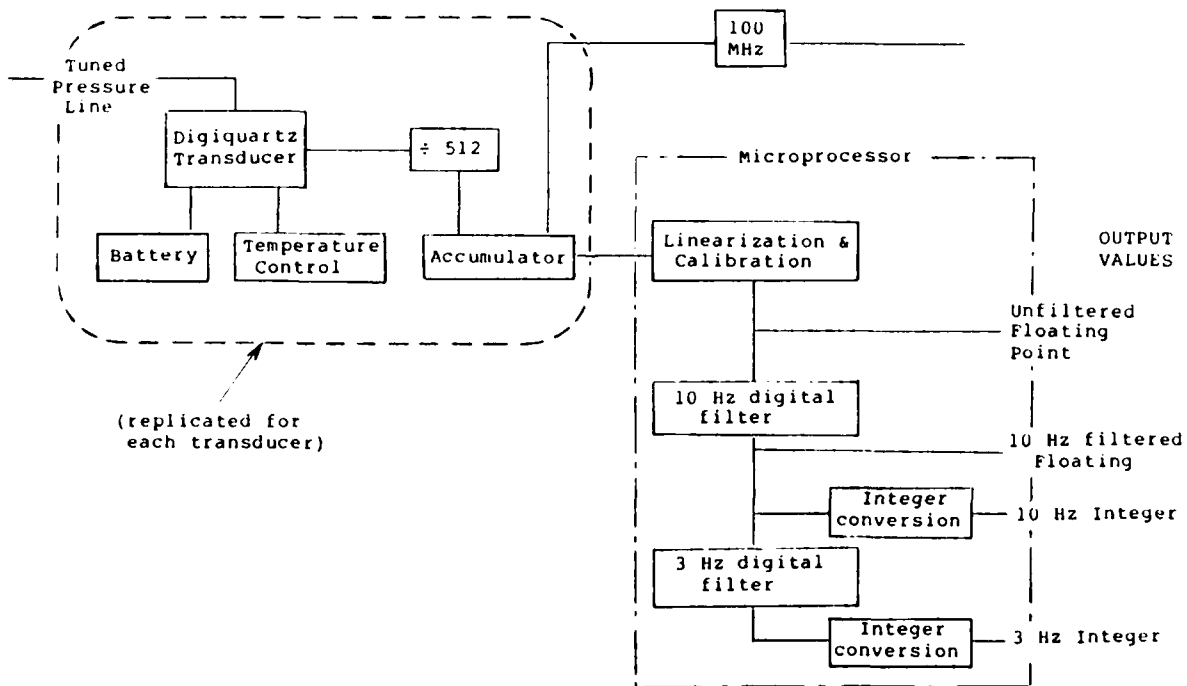 100
MHz
Tuned
Pressure
Line
Digiquartz
Transducer
÷ 512
Battery
Temperature
Control
Accumulator
(replicated for
each transducer)
Microprocessor
Linearization &
Calibration
OUTPUT
VALUES
Unfiltered
Floating
Point
10 Hz digital
filter
10 Hz filtered
Floating
Integer
conversion
10 Hz Integer
3 Hz digital
filter
Integer
conversion
3 Hz Integer